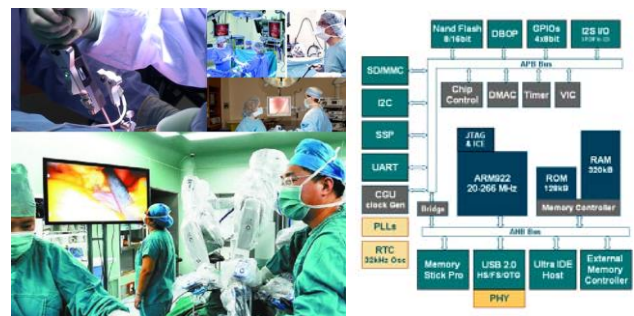 Nand Flash
8/16bit
DBOP
GPIOs
4x8bit
I2S I/O
APB Bus
SD/MMC
Chip
Control
DMAC
Timer
VIC
I2C
SSP
JTAG
& ICE
UART
ARM922
20-266 MHz
ROM
128kB
RAM
320kB
CGU
clock Gen
Bridge
Memory Controller
PLLs
AHB Bus
RTC
32kHz Osc
Memory
Stick Pro
USB 2.0
HS/FS/OTG
Ultra IDE
Host
External
Memory
Controller
PHY